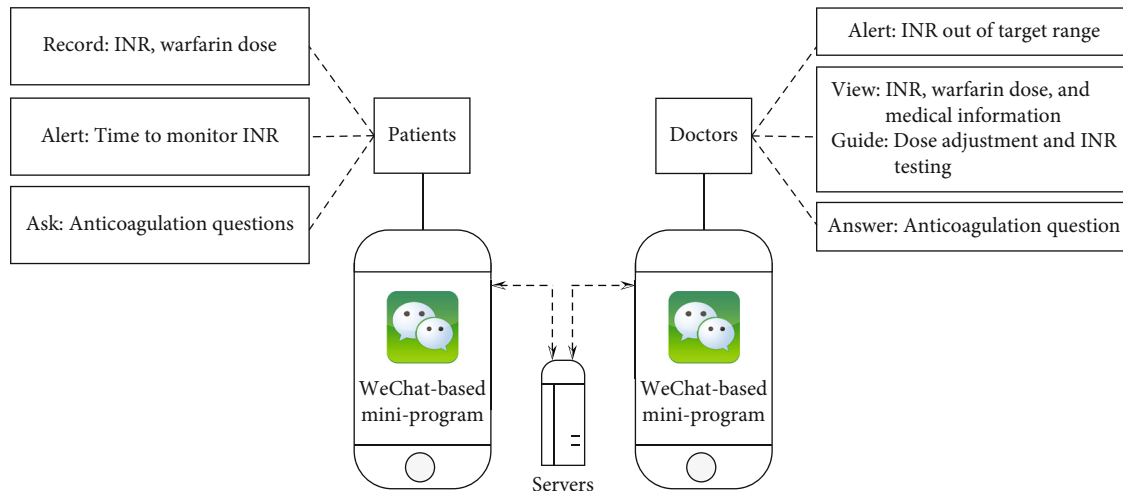 Record: INR, warfarin dose
Alert: Time to monitor INR
Ask: Anticoagulation questions
Patients
Doctors
Alert: INR out of target range
View: INR, warfarin dose, and
medical information
Guide: Dose adjustment and INR
testing
Answer: Anticoagulation question
WeChat-based
mini-program
WeChat-based
mini-program
Servers